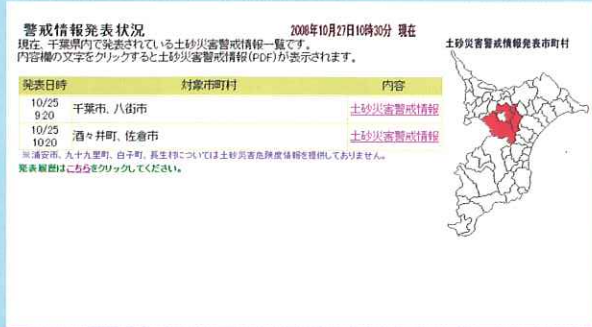 警戒情報発表状況
2008年10月27日10時30分 現在
現在、千葉県内で発表されている土砂災害警戒情報一覧です。
内容欄の文字をクリックすると土砂災害警戒情報(PDF)が表示されます。
土砂災害警戒情報発表市町村
発表日時 対象市町村 内容
10/25
9:20
千葉市、八街市 土砂災害警戒情報
10/25
10:20
酒々井町、佐倉市 土砂災害警戒情報
※浦安市、九十九里町、白子町、長生村については土砂災害危険度情報を提供しておりません。
発表履歴はこちらをクリックしてください。